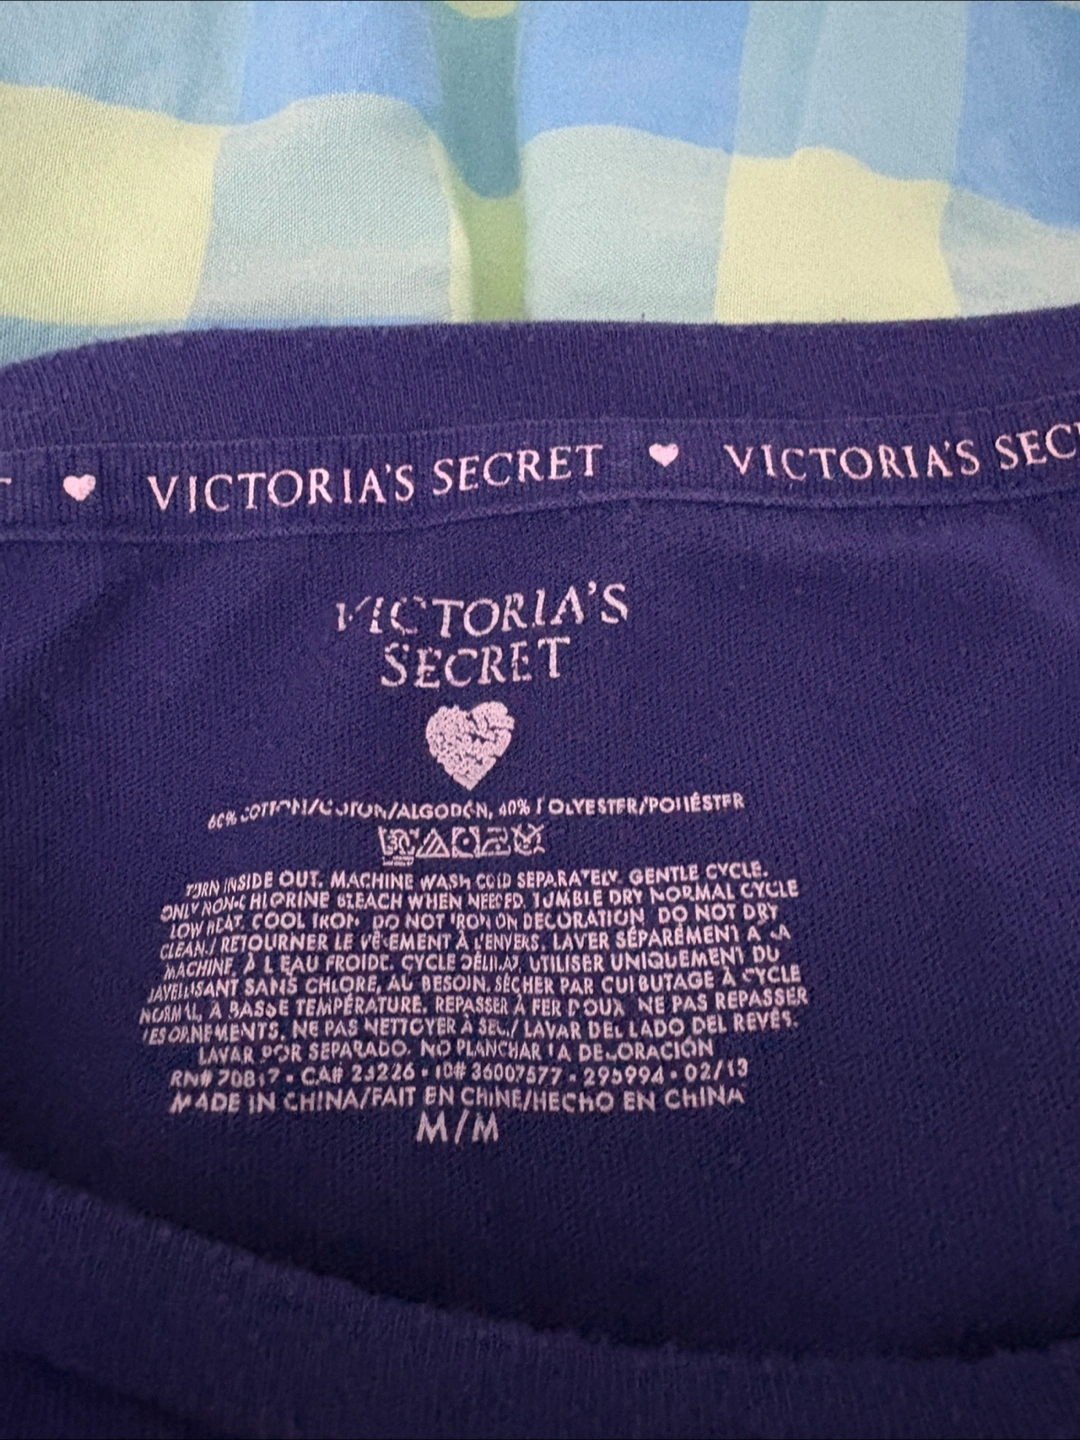 VICTORIA'S SECRET VICTORIA'S SEC
VICTORIA'S
SECRET
60% COTTON/COTON/ALGODÓN, 40% POLYESTER/POLIÉSTER
TURN INSIDE OUT. MACHINE WASH COLD SEPARATELY. GENTLE CYCLE.
ONLY NON-CHLORINE BLEACH WHEN NEEDED. TUMBLE DRY NORMAL CYCLE
LOW HEAT. COOL IRON. DO NOT IRON ON DECORATION. DO NOT DRY
CLEAN./ RETOURNER LE VÊTEMENT À L'ENVERS. LAVER SÉPARÉMENT À LA
MACHINE, À L'EAU FROIDE. CYCLE DÉLICAT. UTILISER UNIQUEMENT DU
JAVELLISANT SANS CHLORE, AU BESOIN. SÉCHER PAR CULBUTAGE À CYCLE
NORMAL, À BASSE TEMPÉRATURE. REPASSER À FER DOUX. NE PAS REPASSER
LES ORNEMENTS. NE PAS NETTOYER À SEC./ LAVAR DEL LADO DEL REVÉS.
LAVAR POR SEPARADO. NO PLANCHAR LA DECORACIÓN
RN# 70817 • CA# 23226 • ID# 36007577 • 295994 • 02/13
MADE IN CHINA/FAIT EN CHINE/HECHO EN CHINA
M/M